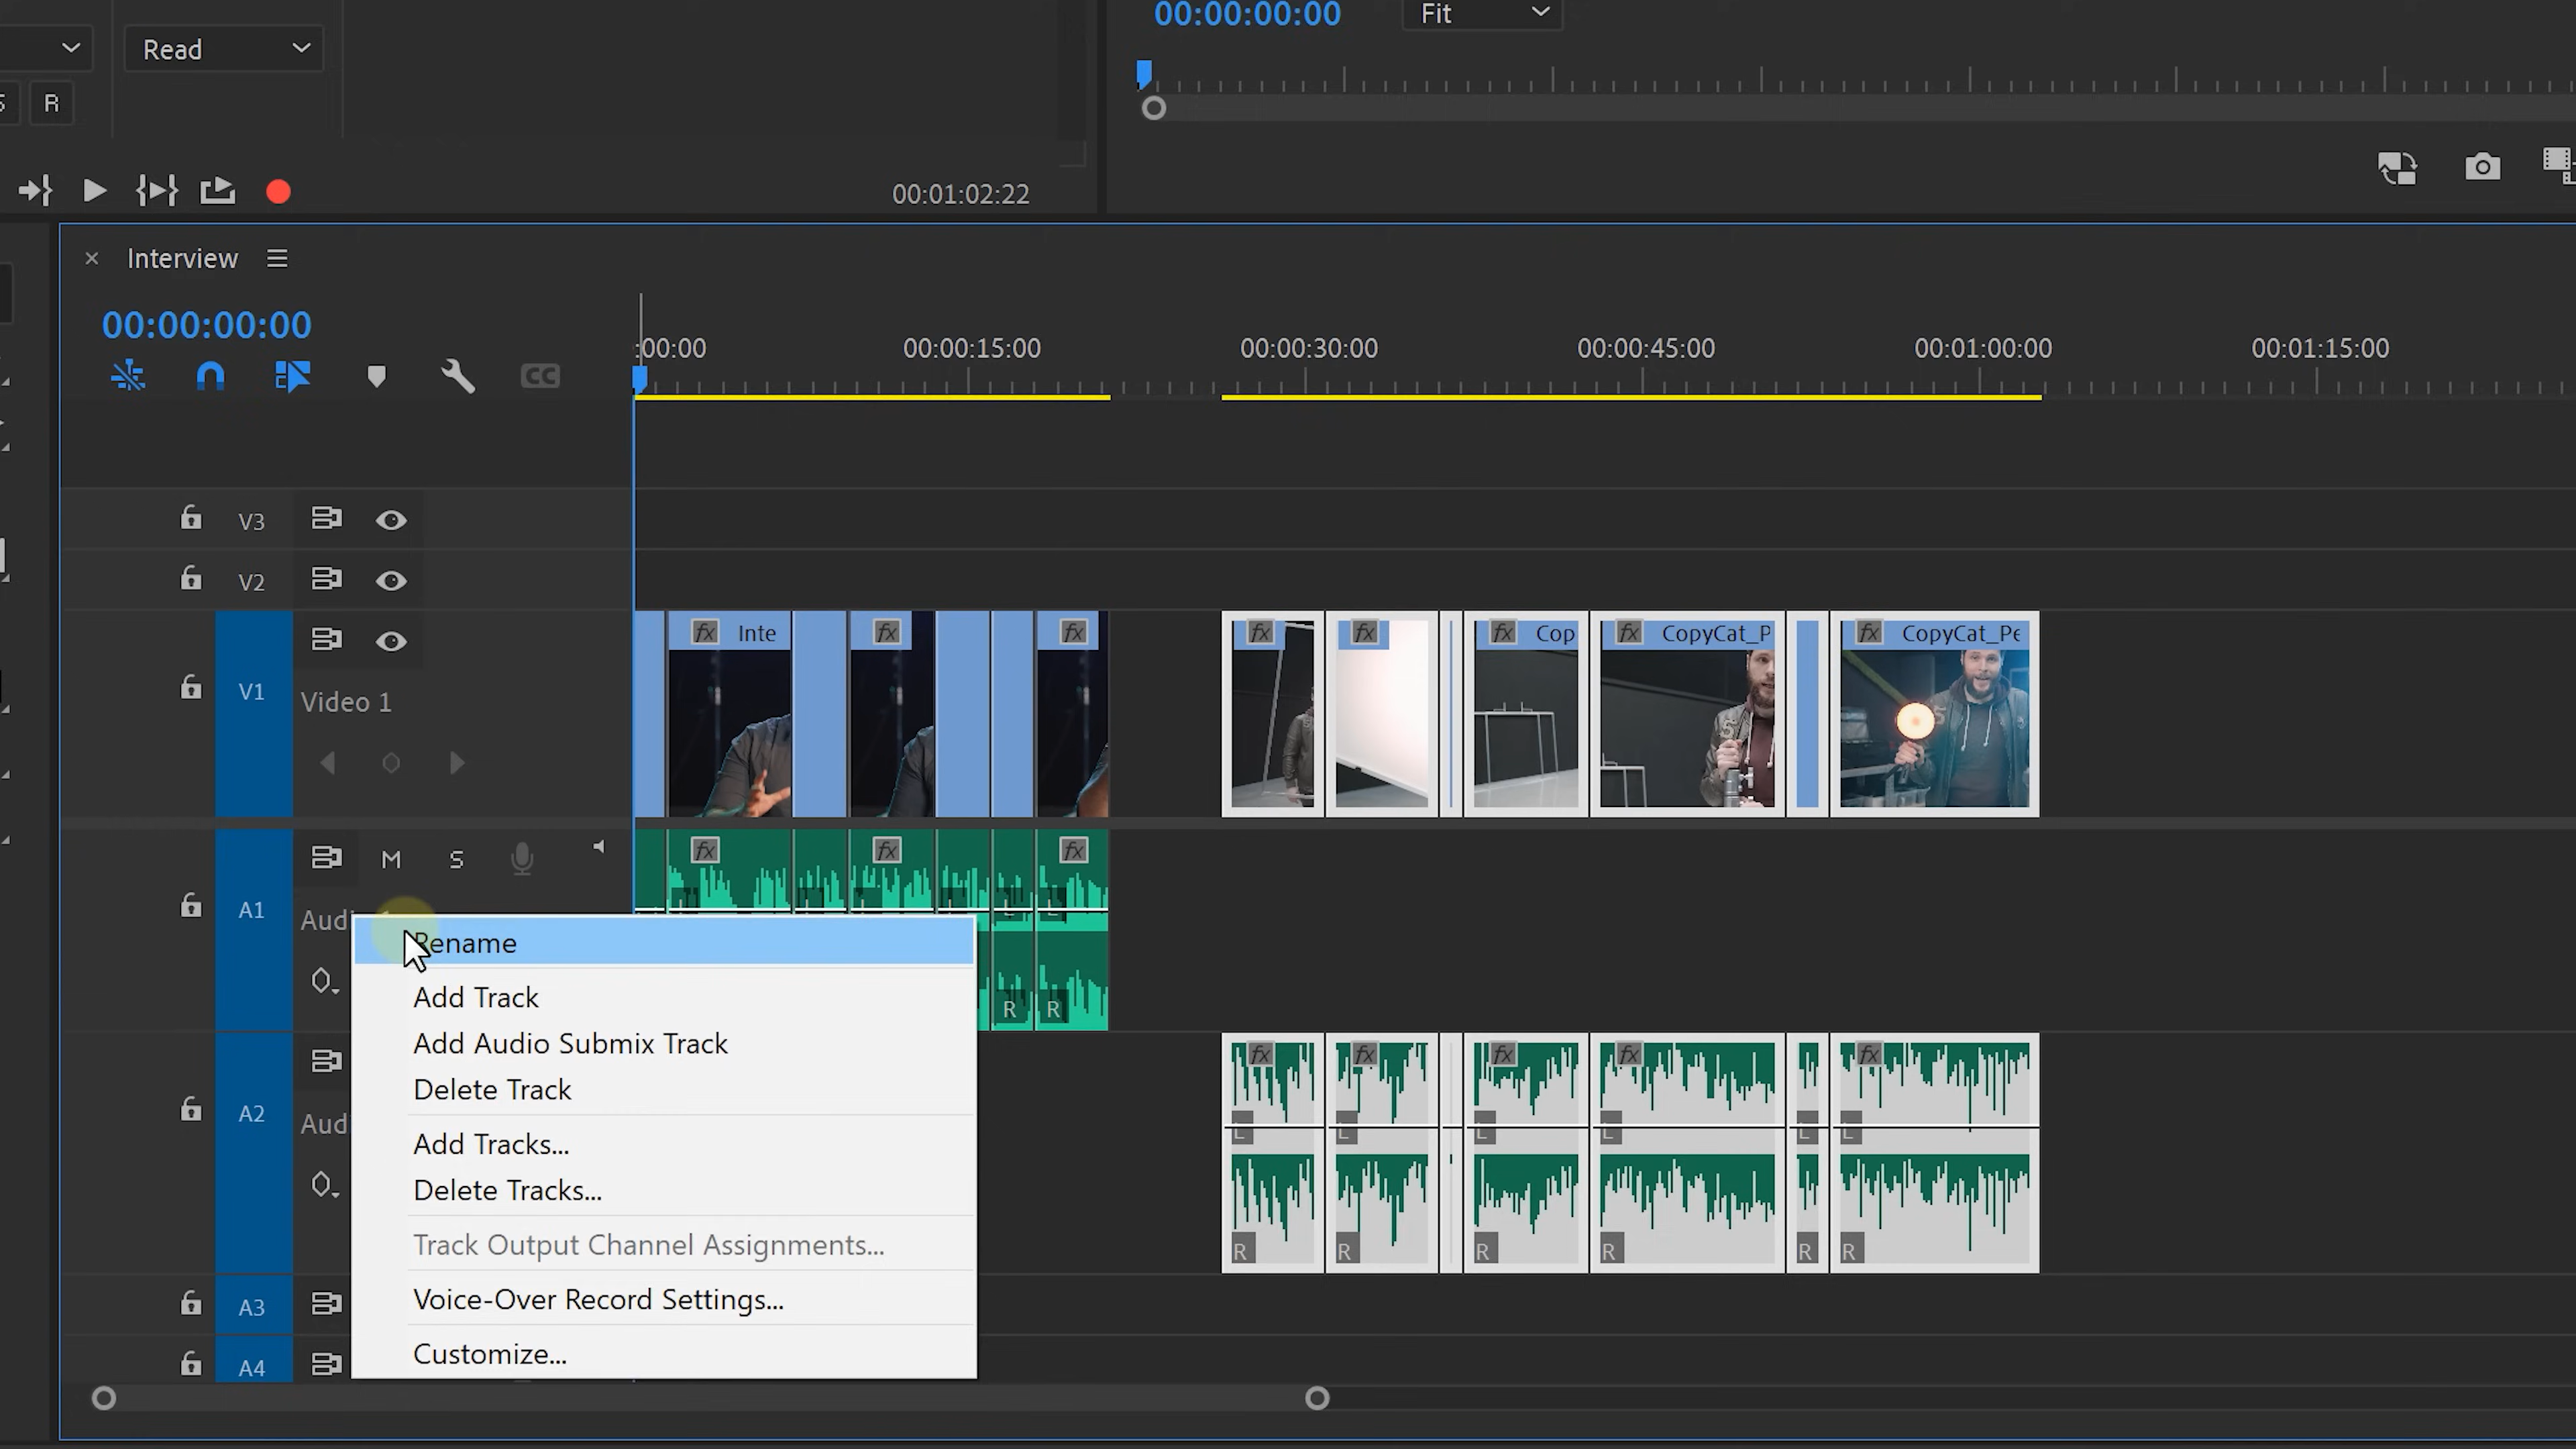 00:00:00:00 Fit
Read
S R
00:01:02:22
× Interview
00:00:00:00
:00:00 00:00:15:00 00:00:30:00 00:00:45:00 00:01:00:00 00:01:15:00
CC
V3
V2
fx Inte fx fx fx fx fx Cop fx CopyCat_P fx CopyCat_Pe
V1
Video 1
M S fx fx fx
A1
Aud
Rename
R R
Add Track
Add Audio Submix Track
fx fx fx fx fx
Delete Track
A2
Aud
L L L L L L
Add Tracks...
Delete Tracks...
Track Output Channel Assignments...
R R R R R R
Voice-Over Record Settings...
A3
Customize...
A4